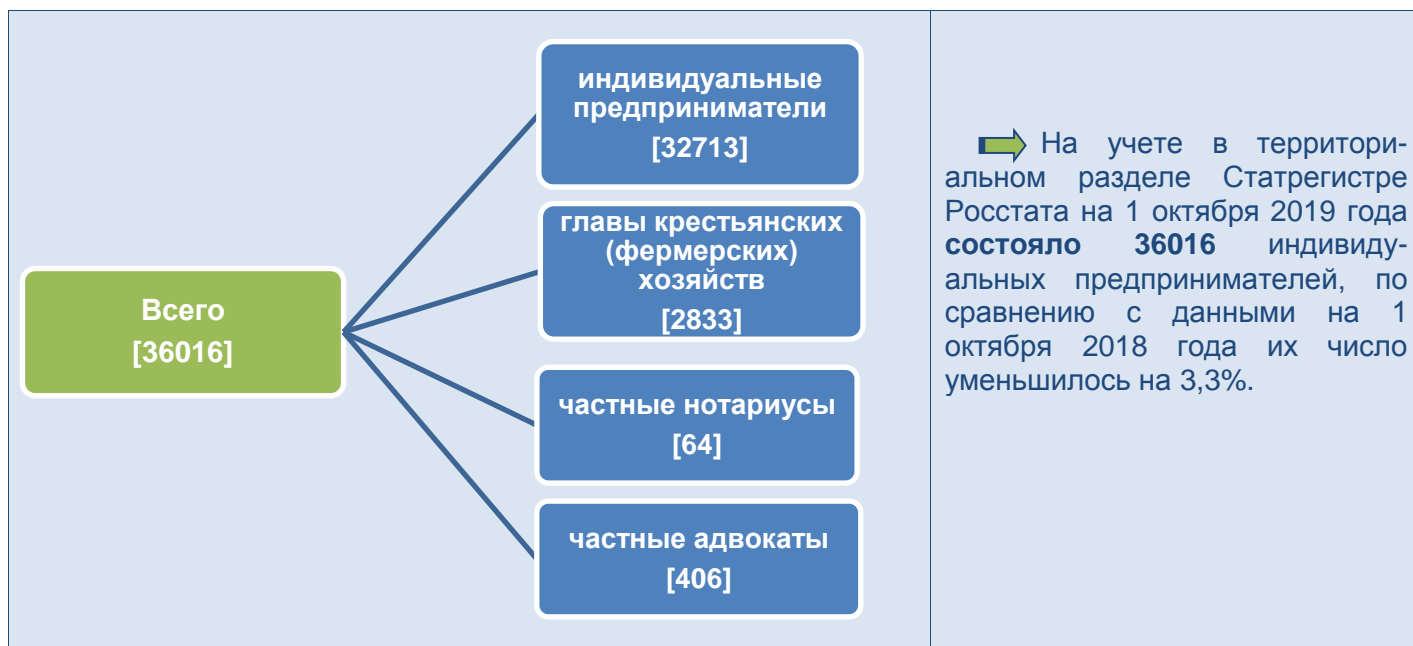 индивидуальные
предприниматели
[32713]
главы крестьянских
(фермерских)
хозяйств
[2833]
Всего
[36016]
частные нотариусы
[64]
частные адвокаты
[406]
На учете в территори-
альном разделе Статрегистре
Росстата на 1 октября 2019 года
состояло 36016 индивиду-
альных предпринимателей, по
сравнению с данными на 1
октября 2018 года их число
уменьшилось на 3,3%.